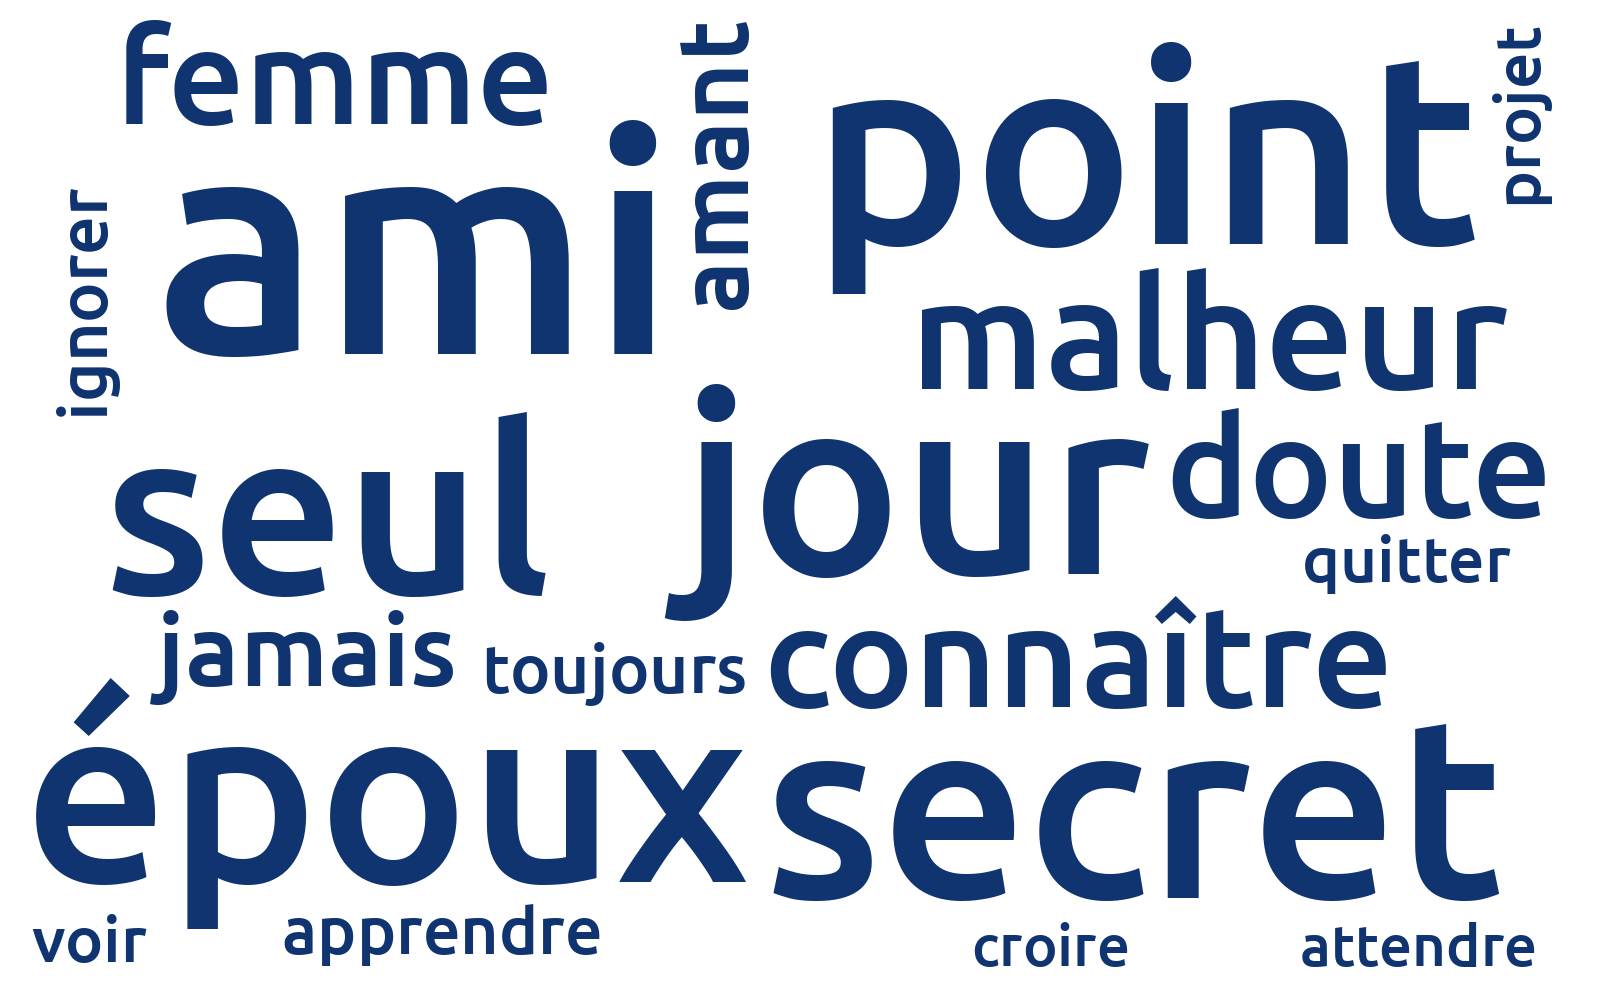 femme
amant
point
projet
ami
ignorer
malheur
seul
jour
doute
quitter
jamais
toujours
connaître
époux
secret
voir
apprendre
croire
attendre